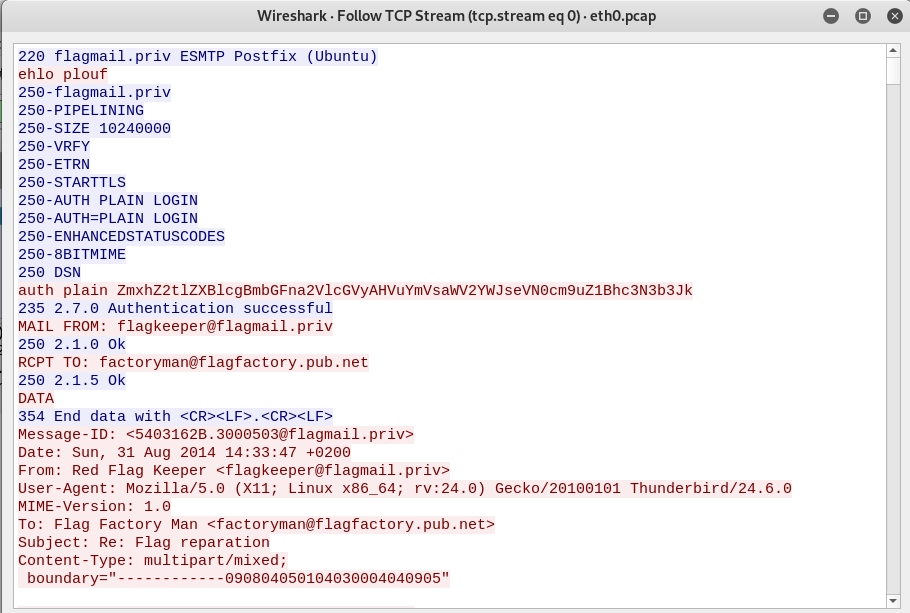 Wireshark · Follow TCP Stream (tcp.stream eq 0) · eth0.pcap
220 flagmail.priv ESMTP Postfix (Ubuntu)
ehlo plouf
250-flagmail.priv
250-PIPELINING
250-SIZE 10240000
250-VRFY
250-ETRN
250-STARTTLS
250-AUTH PLAIN LOGIN
250-AUTH=PLAIN LOGIN
250-ENHANCEDSTATUSCODES
250-8BITMIME
250 DSN
auth plain ZmxhZ2tlZXBlcgBmbGFna2VlcGVyAHVuYmVsaWV2YWJseVN0cm9uZ1Bhc3N3b3Jk
235 2.7.0 Authentication successful
MAIL FROM: flagkeeper@flagmail.priv
250 2.1.0 Ok
RCPT TO: factoryman@flagfactory.pub.net
250 2.1.5 Ok
DATA
354 End data with <CR><LF>.<CR><LF>
Message-ID: <5403162B.3000503@flagmail.priv>
Date: Sun, 31 Aug 2014 14:33:47 +0200
From: Red Flag Keeper <flagkeeper@flagmail.priv>
User-Agent: Mozilla/5.0 (X11; Linux x86_64; rv:24.0) Gecko/20100101 Thunderbird/24.6.0
MIME-Version: 1.0
To: Flag Factory Man <factoryman@flagfactory.pub.net>
Subject: Re: Flag reparation
Content-Type: multipart/mixed;
boundary="------------090804050104030004040905"